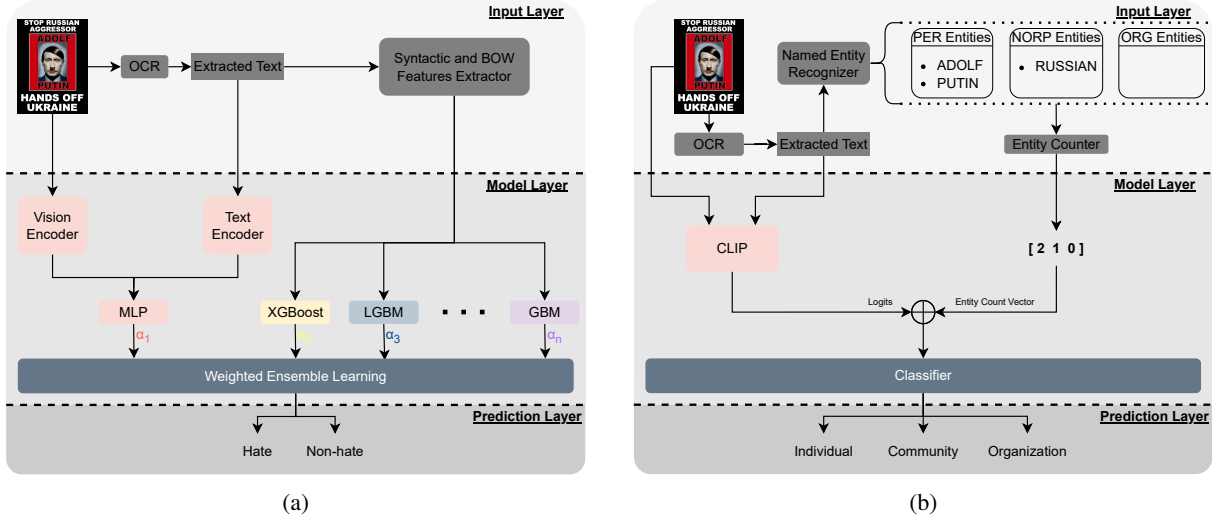 Input Layer
STOP RUSSIAN
AGGRESSOR
ADOLF
PUTIN
HANDS OFF
UKRAINE
OCR
Extracted Text
Syntactic and BOW
Features Extractor
Model Layer
Vision
Encoder
Text
Encoder
MLP
XGBoost
LGBM
GBM
α1
α3
αn
Weighted Ensemble Learning
Prediction Layer
Hate
Non-hate
(a)
Input Layer
STOP RUSSIAN
AGGRESSOR
ADOLF
PUTIN
HANDS OFF
UKRAINE
Named Entity
Recognizer
PER Entities
• ADOLF
• PUTIN
NORP Entities
• RUSSIAN
ORG Entities
OCR
Extracted Text
Entity Counter
Model Layer
CLIP
[ 2 1 0 ]
Logits
Entity Count Vector
Classifier
Prediction Layer
Individual
Community
Organization
(b)